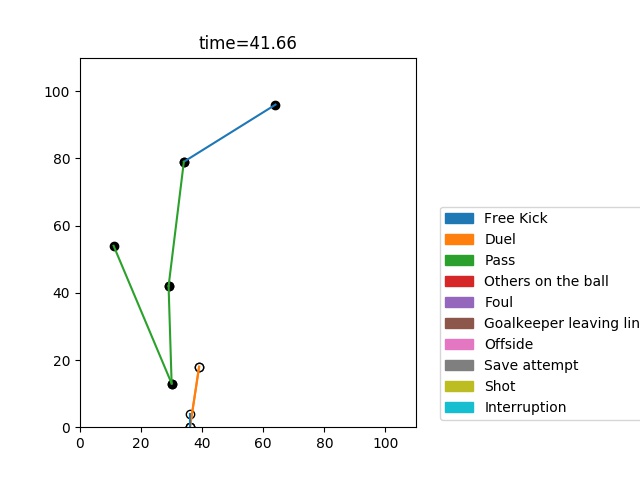 time=41.66
100
80
60
40
20
0
0 20 40 60 80 100
Free Kick
Duel
Pass
Others on the ball
Foul
Goalkeeper leaving lin
Offside
Save attempt
Shot
Interruption